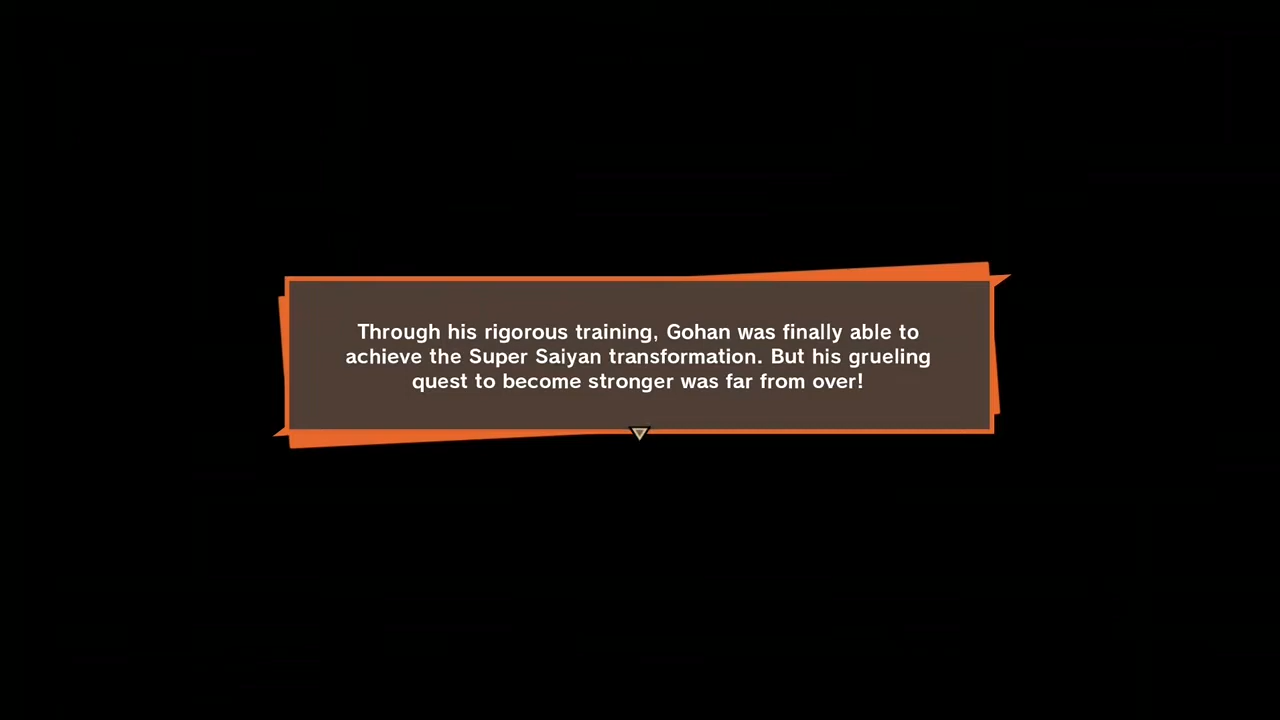 Through his rigorous training, Gohan was finally able to
achieve the Super Saiyan transformation. But his grueling
quest to become stronger was far from over!